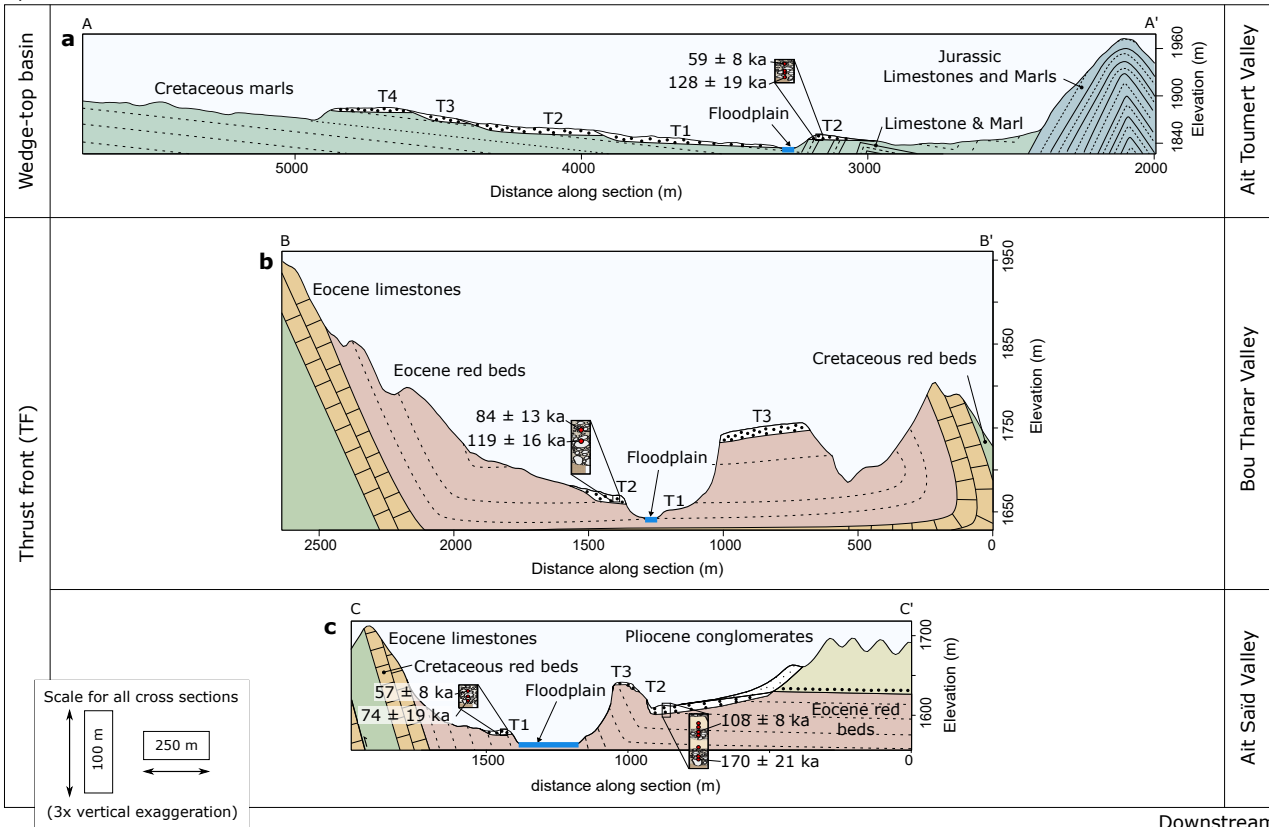 Wedge-top basin
Thrust front (TF)
Ait Toumert Valley
Bou Tharar Valley
Ait Saïd Valley
A
A'
a
Cretaceous marls
T4
T3
T2
T1
59 ± 8 ka
128 ± 19 ka
Floodplain
T2
Jurassic
Limestones and Marls
Limestone & Marl
1960
1900
1840
Elevation (m)
5000
4000
3000
2000
Distance along section (m)
B
B'
b
Eocene limestones
Eocene red beds
84 ± 13 ka
119 ± 16 ka
T2
Floodplain
T1
T3
Cretaceous red beds
1950
1850
1750
1650
Elevation (m)
2500
2000
1500
1000
500
0
Distance along section (m)
C
C'
c
Eocene limestones
Cretaceous red beds
57 ± 8 ka
74 ± 19 ka
T1
Floodplain
T3
T2
Pliocene conglomerates
Eocene red
beds
108 ± 8 ka
170 ± 21 ka
1700
1600
Elevation (m)
1500
1000
0
distance along section (m)
Scale for all cross sections
100 m
250 m
(3x vertical exaggeration)
Downstream